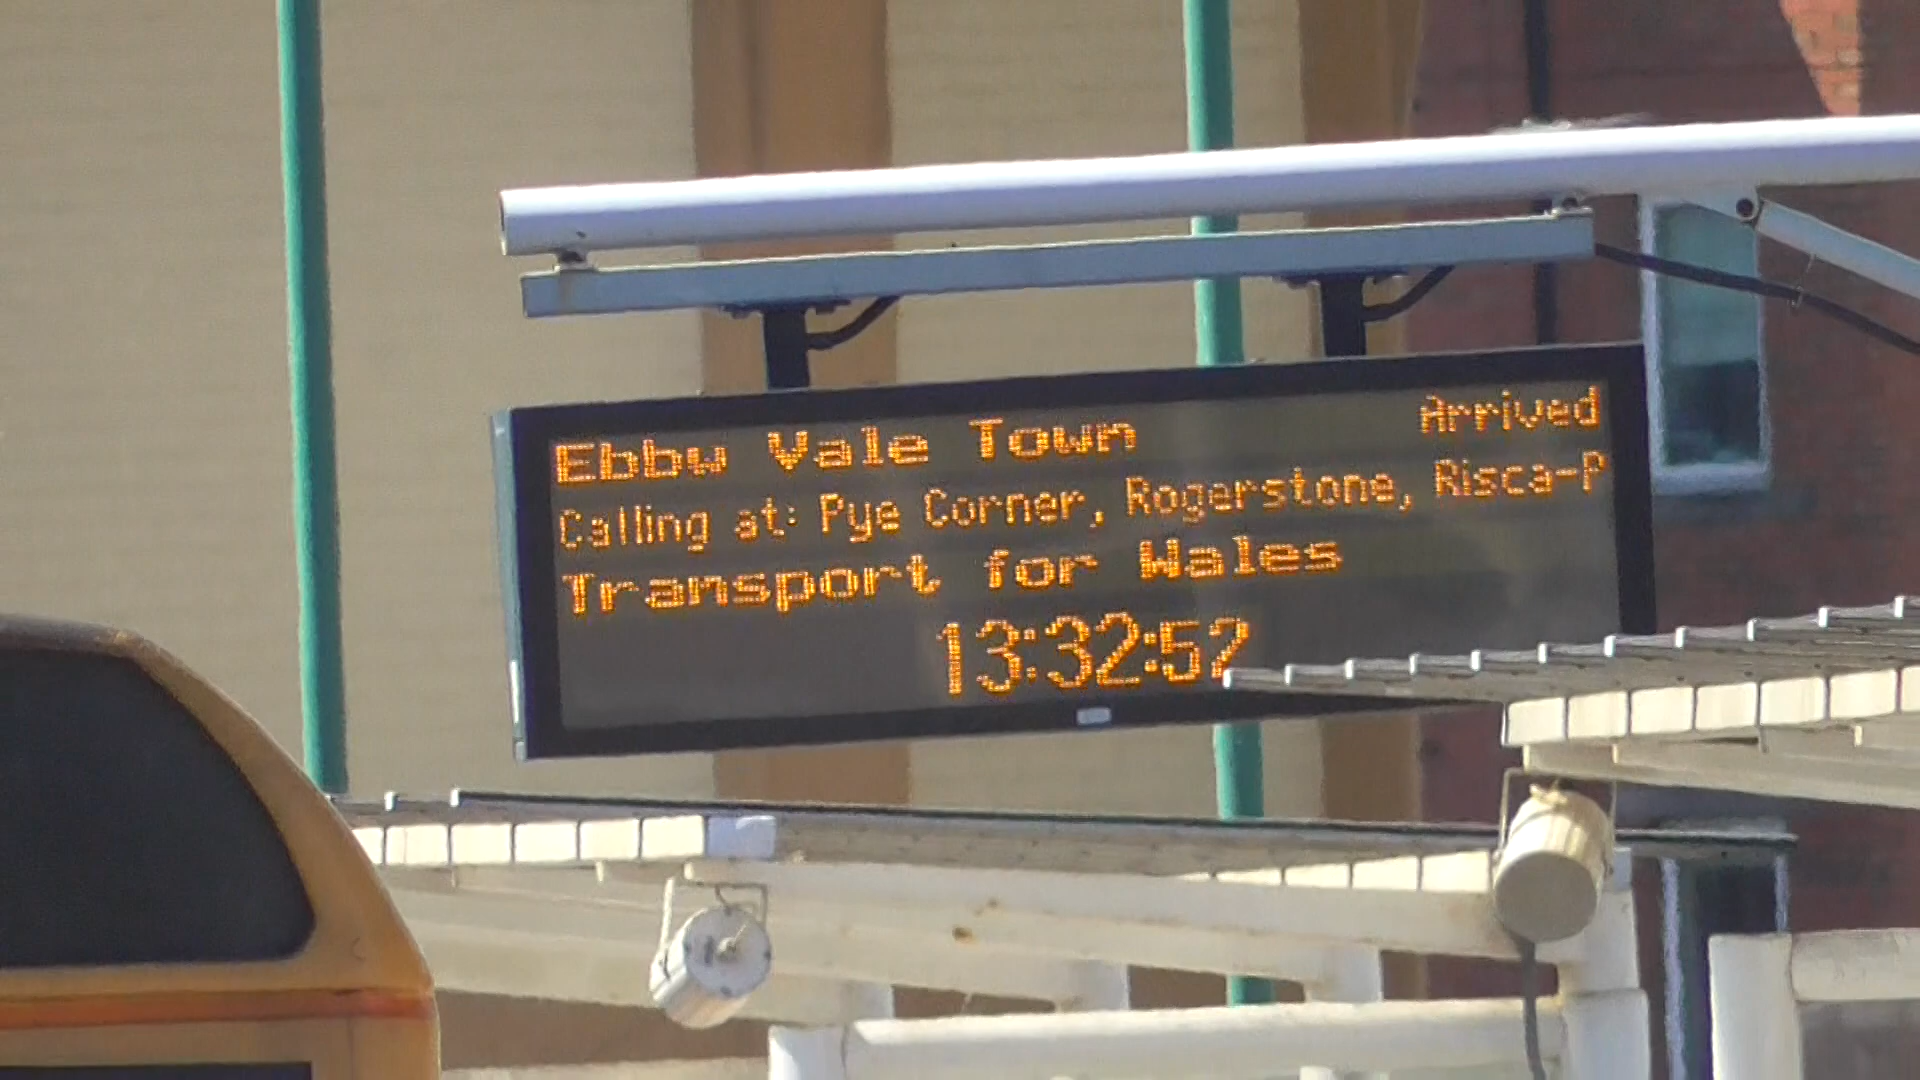 Ebbw Vale Town Arrived
Calling at: Pye Corner, Rogerstone, Risca-P
Transport for Wales
13:32:52